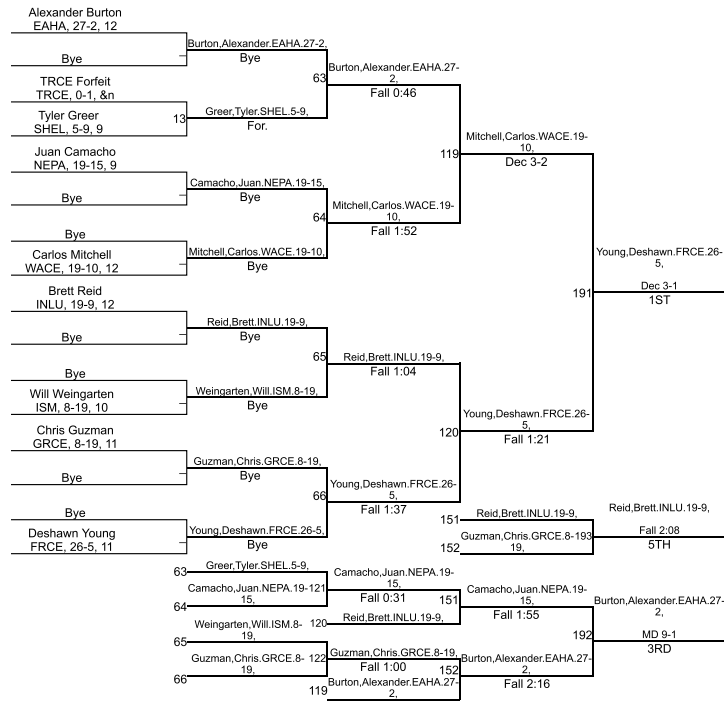 Alexander Burton
EAHA, 27-2, 12
Bye
TRCE Forfeit
TRCE, 0-1, &n
Tyler Greer
SHEL, 5-9, 9
Juan Camacho
NEPA, 19-15, 9
Bye
Bye
Carlos Mitchell
WACE, 19-10, 12
Brett Reid
INLU, 19-9, 12
Bye
Bye
Will Weingarten
ISM, 8-19, 10
Chris Guzman
GRCE, 8-19, 11
Bye
Bye
Deshawn Young
FRCE, 26-5, 11
Burton,Alexander.EAHA.27-2,
Bye
13
Greer,Tyler.SHEL.5-9,
For.
Camacho,Juan.NEPA.19-15,
Bye
Mitchell,Carlos.WACE.19-10,
Bye
Reid,Brett.INLU.19-9,
Bye
Weingarten,Will.ISM.8-19,
Bye
Guzman,Chris.GRCE.8-19,
Bye
Young,Deshawn.FRCE.26-5,
Bye
63
Burton,Alexander.EAHA.27-
2,
Fall 0:46
64
Mitchell,Carlos.WACE.19-
10,
Fall 1:52
65
Reid,Brett.INLU.19-9,
Fall 1:04
66
Young,Deshawn.FRCE.26-
5,
Fall 1:37
119
Mitchell,Carlos.WACE.19-
10,
Dec 3-2
120
Young,Deshawn.FRCE.26-
5,
Fall 1:21
191
Young,Deshawn.FRCE.26-
5,
Dec 3-1
1ST
151
Reid,Brett.INLU.19-9,
152
Guzman,Chris.GRCE.8-193
19,
Reid,Brett.INLU.19-9,
Fall 2:08
5TH
63
Greer,Tyler.SHEL.5-9,
64
Camacho,Juan.NEPA.19-121
15,
65
Weingarten,Will.ISM.8-
19,
66
Guzman,Chris.GRCE.8-
19,
122
Camacho,Juan.NEPA.19-
15,
Fall 0:31
120
Reid,Brett.INLU.19-9,
Guzman,Chris.GRCE.8-19,
Fall 1:00
119
Burton,Alexander.EAHA.27-
2,
151
Camacho,Juan.NEPA.19-
15,
Fall 1:55
152
Burton,Alexander.EAHA.27-
2,
Fall 2:16
192
Burton,Alexander.EAHA.27-
2,
MD 9-1
3RD